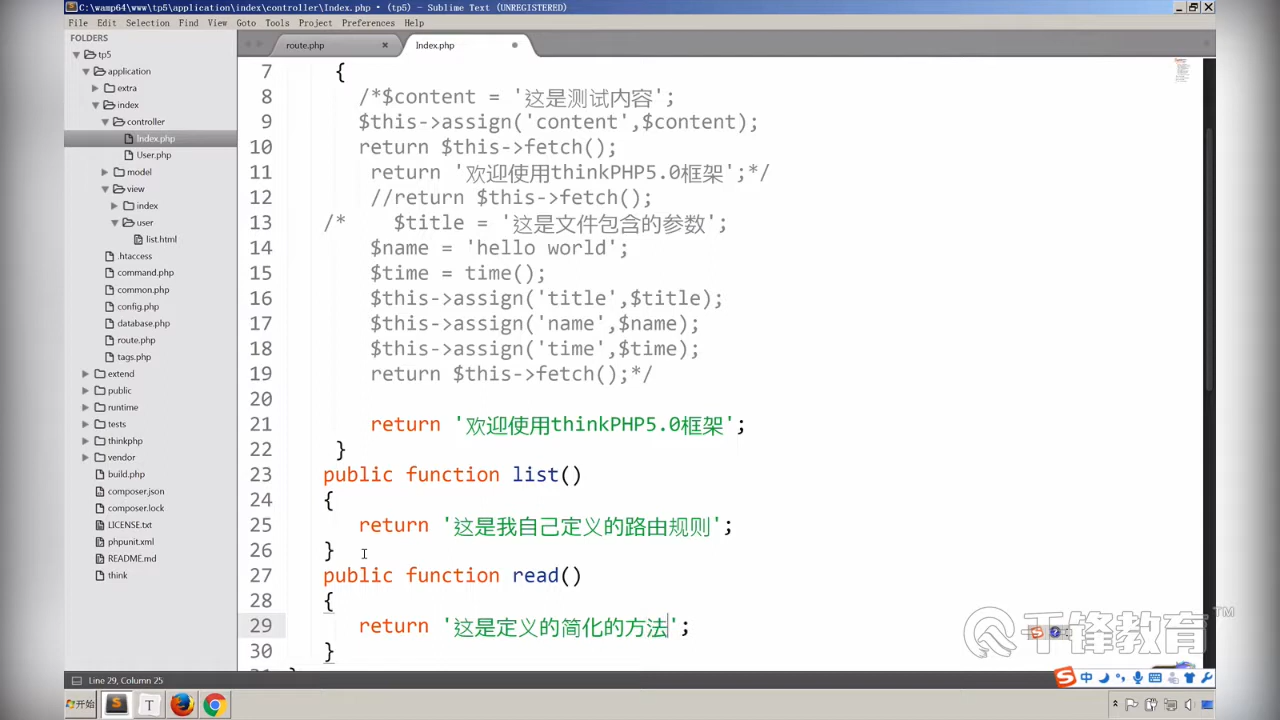 C:\wamp64\www\tp5\application\index\controller\Index.php • (tp5) - Sublime Text (UNREGISTERED)
File Edit Selection Find View Goto Tools Project Preferences Help
FOLDERS
tp5
application
extra
index
controller
Index.php
User.php
model
view
index
user
list.html
.htaccess
command.php
common.php
config.php
database.php
route.php
tags.php
extend
public
runtime
tests
thinkphp
vendor
build.php
composer.json
composer.lock
LICENSE.txt
phpunit.xml
README.md
think
route.php × Index.php
7 {
8 /*$content = '这是测试内容';
9 $this->assign('content',$content);
10 return $this->fetch();
11 return '欢迎使用thinkPHP5.0框架';*/
12 //return $this->fetch();
13 /* $title = '这是文件包含的参数';
14 $name = 'hello world';
15 $time = time();
16 $this->assign('title',$title);
17 $this->assign('name',$name);
18 $this->assign('time',$time);
19 return $this->fetch();*/
20
21 return '欢迎使用thinkPHP5.0框架';
22 }
23 public function list()
24 {
25 return '这是我自己定义的路由规则';
26 }
27 public function read()
28 {
29 return '这是定义的简化的方法';
30 }
千锋教育 TM
中
Line 29, Column 25
开始